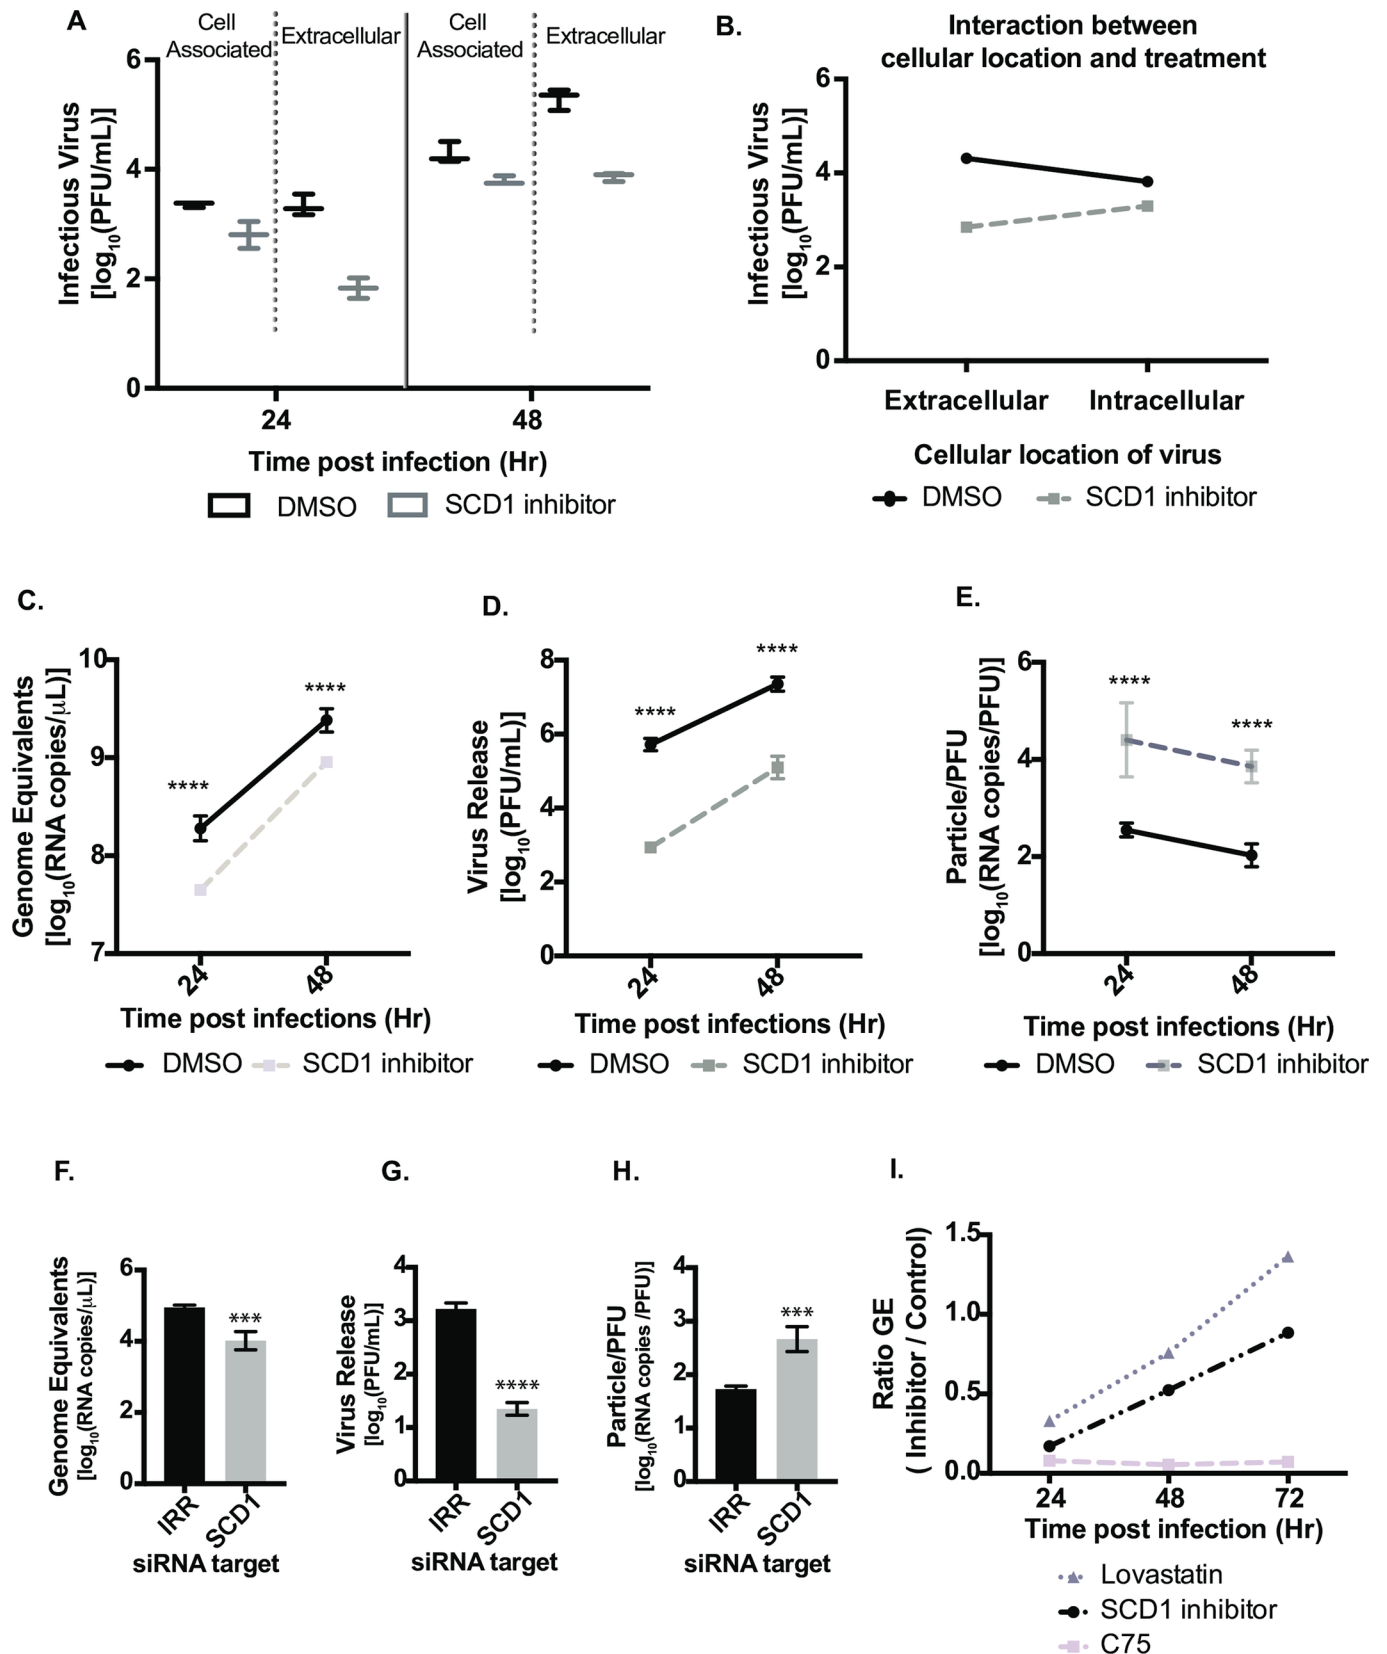 A
Cell
Associated
Extracellular
Cell
Associated
Extracellular
Infectious Virus
[log10(PFU/mL)]
6
4
2
0
24
48
Time post infection (Hr)
DMSO
SCD1 inhibitor
B.
Interaction between
cellular location and treatment
Infectious Virus
[log10(PFU/mL)]
6
4
2
0
Extracellular
Intracellular
Cellular location of virus
DMSO
SCD1 inhibitor
C.
Genome Equivalents
[log10(RNA copies/μL)]
10
9
8
7
****
****
24
48
Time post infections (Hr)
DMSO
SCD1 inhibitor
D.
Virus Release
[log10(PFU/mL)]
8
6
4
2
0
****
****
24
48
Time post infections (Hr)
DMSO
SCD1 inhibitor
E.
Particle/PFU
[log10(RNA copies/PFU)]
6
4
2
0
****
****
24
48
Time post infections (Hr)
DMSO
SCD1 inhibitor
F.
Genome Equivalents
[log10(RNA copies/μL)]
6
4
2
0
***
IRR
SCD1
siRNA target
G.
Virus Release
[log10(PFU/mL)]
4
3
2
1
0
****
IRR
SCD1
siRNA target
H.
Particle/PFU
[log10(RNA copies /PFU)]
4
3
2
1
0
***
IRR
SCD1
siRNA target
I.
Ratio GE
( Inhibitor / Control)
1.5
1.0
0.5
0.0
24
48
72
Time post infection (Hr)
Lovastatin
SCD1 inhibitor
C75